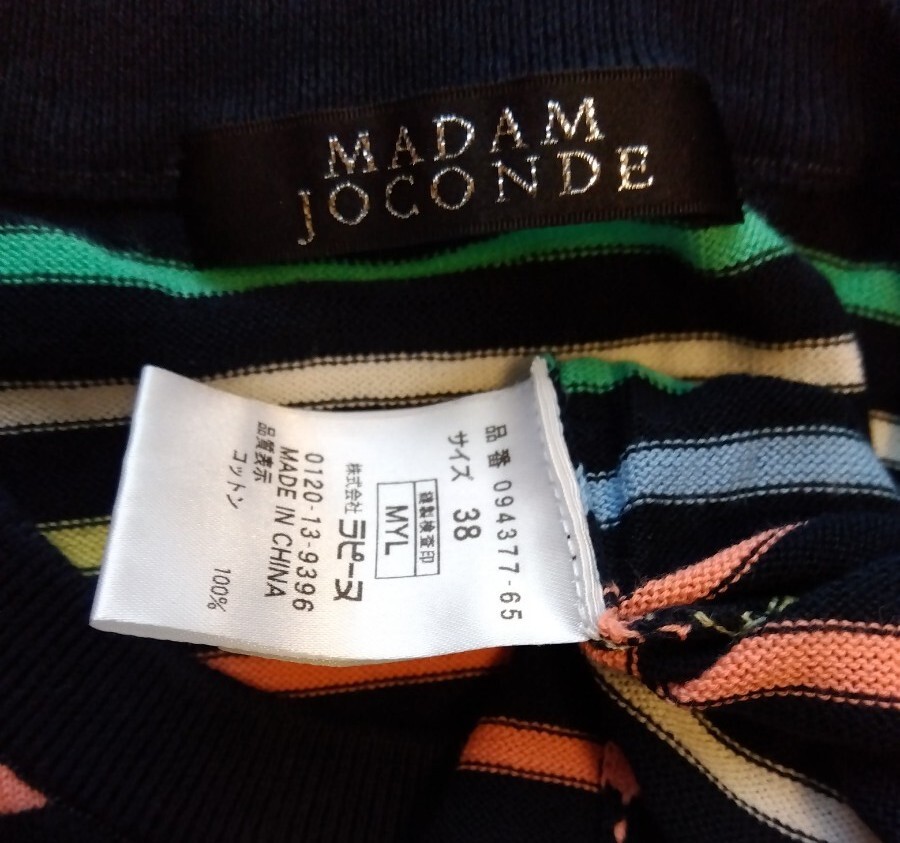 MADAM
JOCONDE
品番 094377-65
サイズ 38
縫製検査印
MYL
株式会社 ラピーヌ
0120-13-9396
MADE IN CHINA
品質表示
コットン 100%